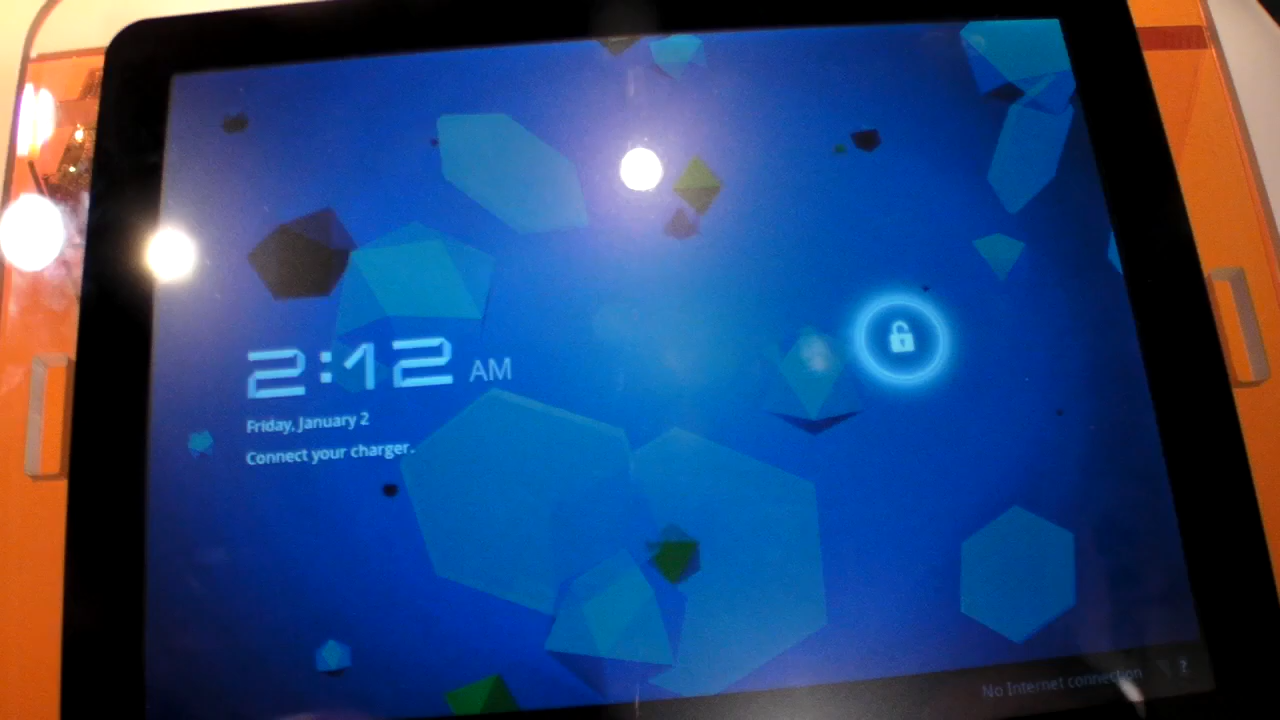 2:12 AM
Friday, January 2
Connect your charger.
No Internet connection ?